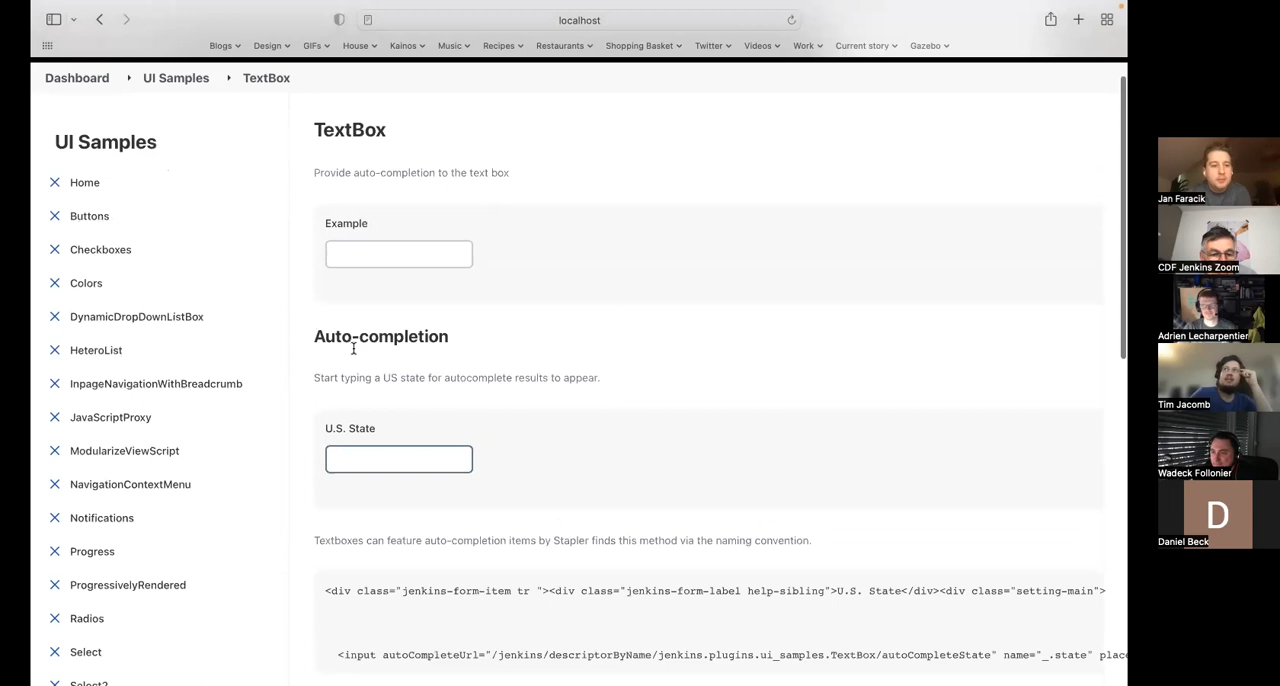 localhost
Blogs Design GIFs House Kainos Music Recipes Restaurants Shopping Basket Twitter Videos Work Current story Gazebo
Dashboard UI Samples TextBox
UI Samples
Home
Buttons
Checkboxes
Colors
DynamicDropDownListBox
HeteroList
InpageNavigationWithBreadcrumb
JavaScriptProxy
ModularizeViewScript
NavigationContextMenu
Notifications
Progress
ProgressivelyRendered
Radios
Select
Select2
TextBox
Provide auto-completion to the text box
Example
Auto-completion
Start typing a US state for autocomplete results to appear.
U.S. State
Textboxes can feature auto-completion items by Stapler finds this method via the naming convention.
<div class="jenkins-form-item tr "><div class="jenkins-form-label help-sibling">U.S. State</div><div class="setting-main">
<input autoCompleteUrl="/jenkins/descriptorByName/jenkins.plugins.ui_samples.TextBox/autoCompleteState" name="_.state" plac
Jan Faracik
CDF Jenkins Zoom
Adrien Lecharpentier
Tim Jacomb
Wadeck Follonier
D
Daniel Beck